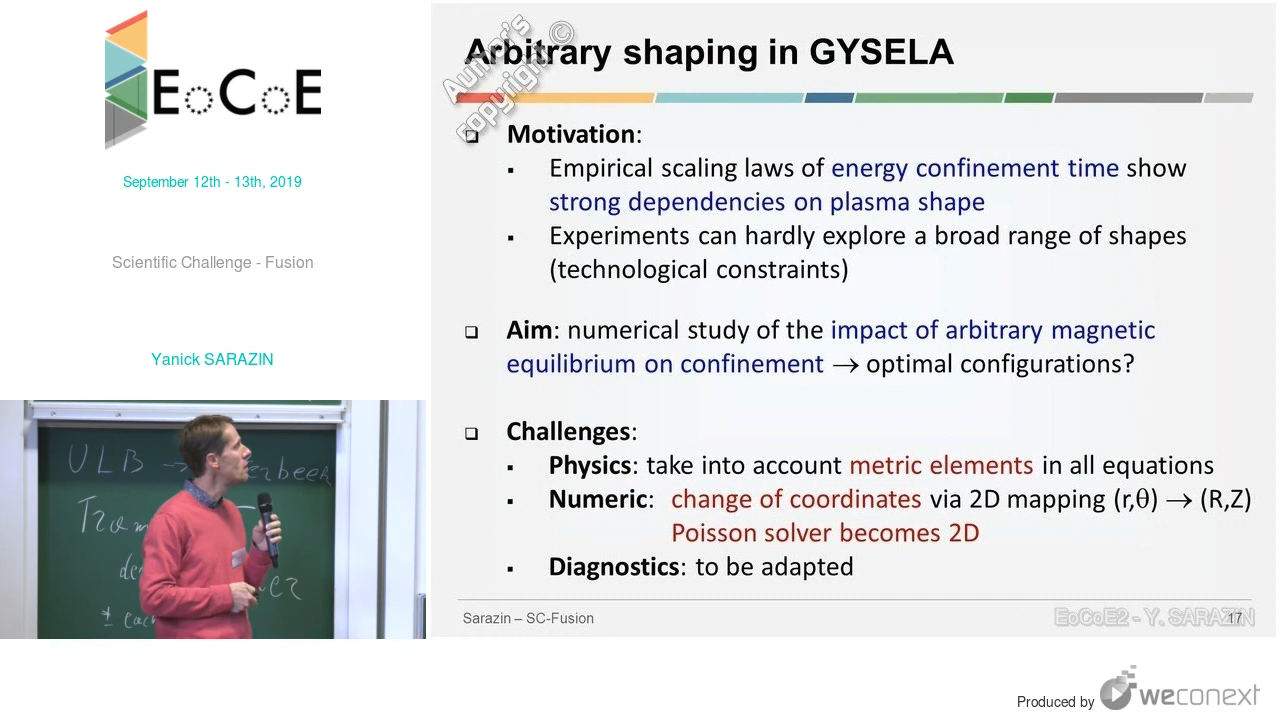 EoCoE
September 12th - 13th, 2019
Scientific Challenge - Fusion
Yanick SARAZIN
ULB →
Author's
copyright ©
Arbitrary shaping in GYSELA
Motivation:
Empirical scaling laws of energy confinement time show
strong dependencies on plasma shape
Experiments can hardly explore a broad range of shapes
(technological constraints)
Aim: numerical study of the impact of arbitrary magnetic
equilibrium on confinement → optimal configurations?
Challenges:
Physics: take into account metric elements in all equations
Numeric: change of coordinates via 2D mapping (r,θ) → (R,Z)
Poisson solver becomes 2D
Diagnostics: to be adapted
Sarazin – SC-Fusion
EoCoE2 - Y. SARAZIN
17
Produced by weconext